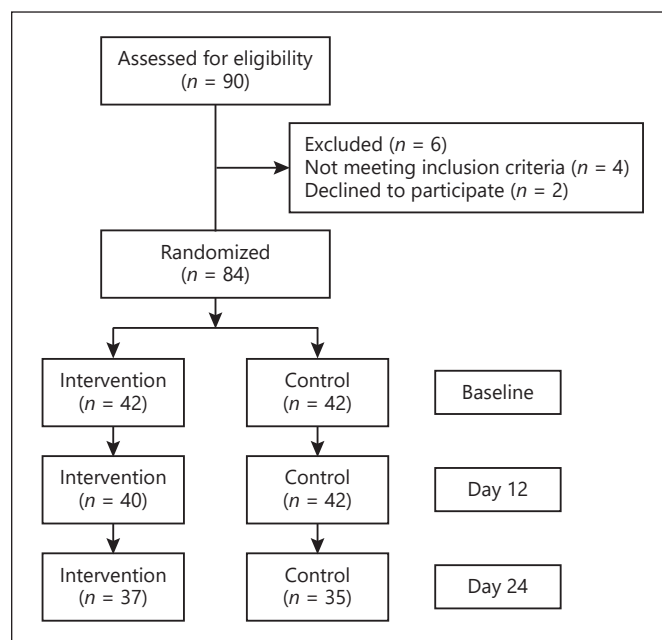 Assessed for eligibility
(n = 90)
Excluded (n = 6)
Not meeting inclusion criteria (n = 4)
Declined to participate (n = 2)
Randomized
(n = 84)
Intervention
(n = 42)
Control
(n = 42)
Baseline
Intervention
(n = 40)
Control
(n = 42)
Day 12
Intervention
(n = 37)
Control
(n = 35)
Day 24